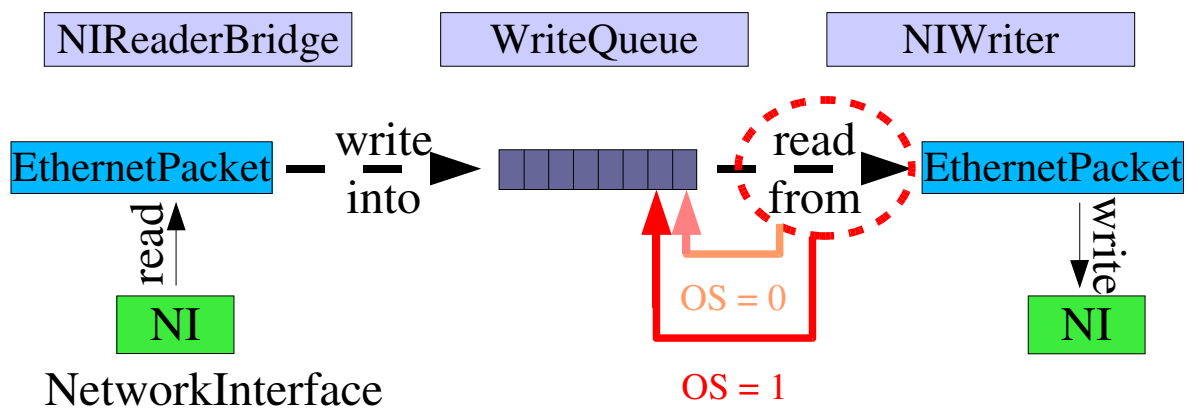 NIReaderBridge
WriteQueue
NIWriter
EthernetPacket
write
into
read
from
EthernetPacket
read
write
OS = 0
NI
NI
NetworkInterface
OS = 1